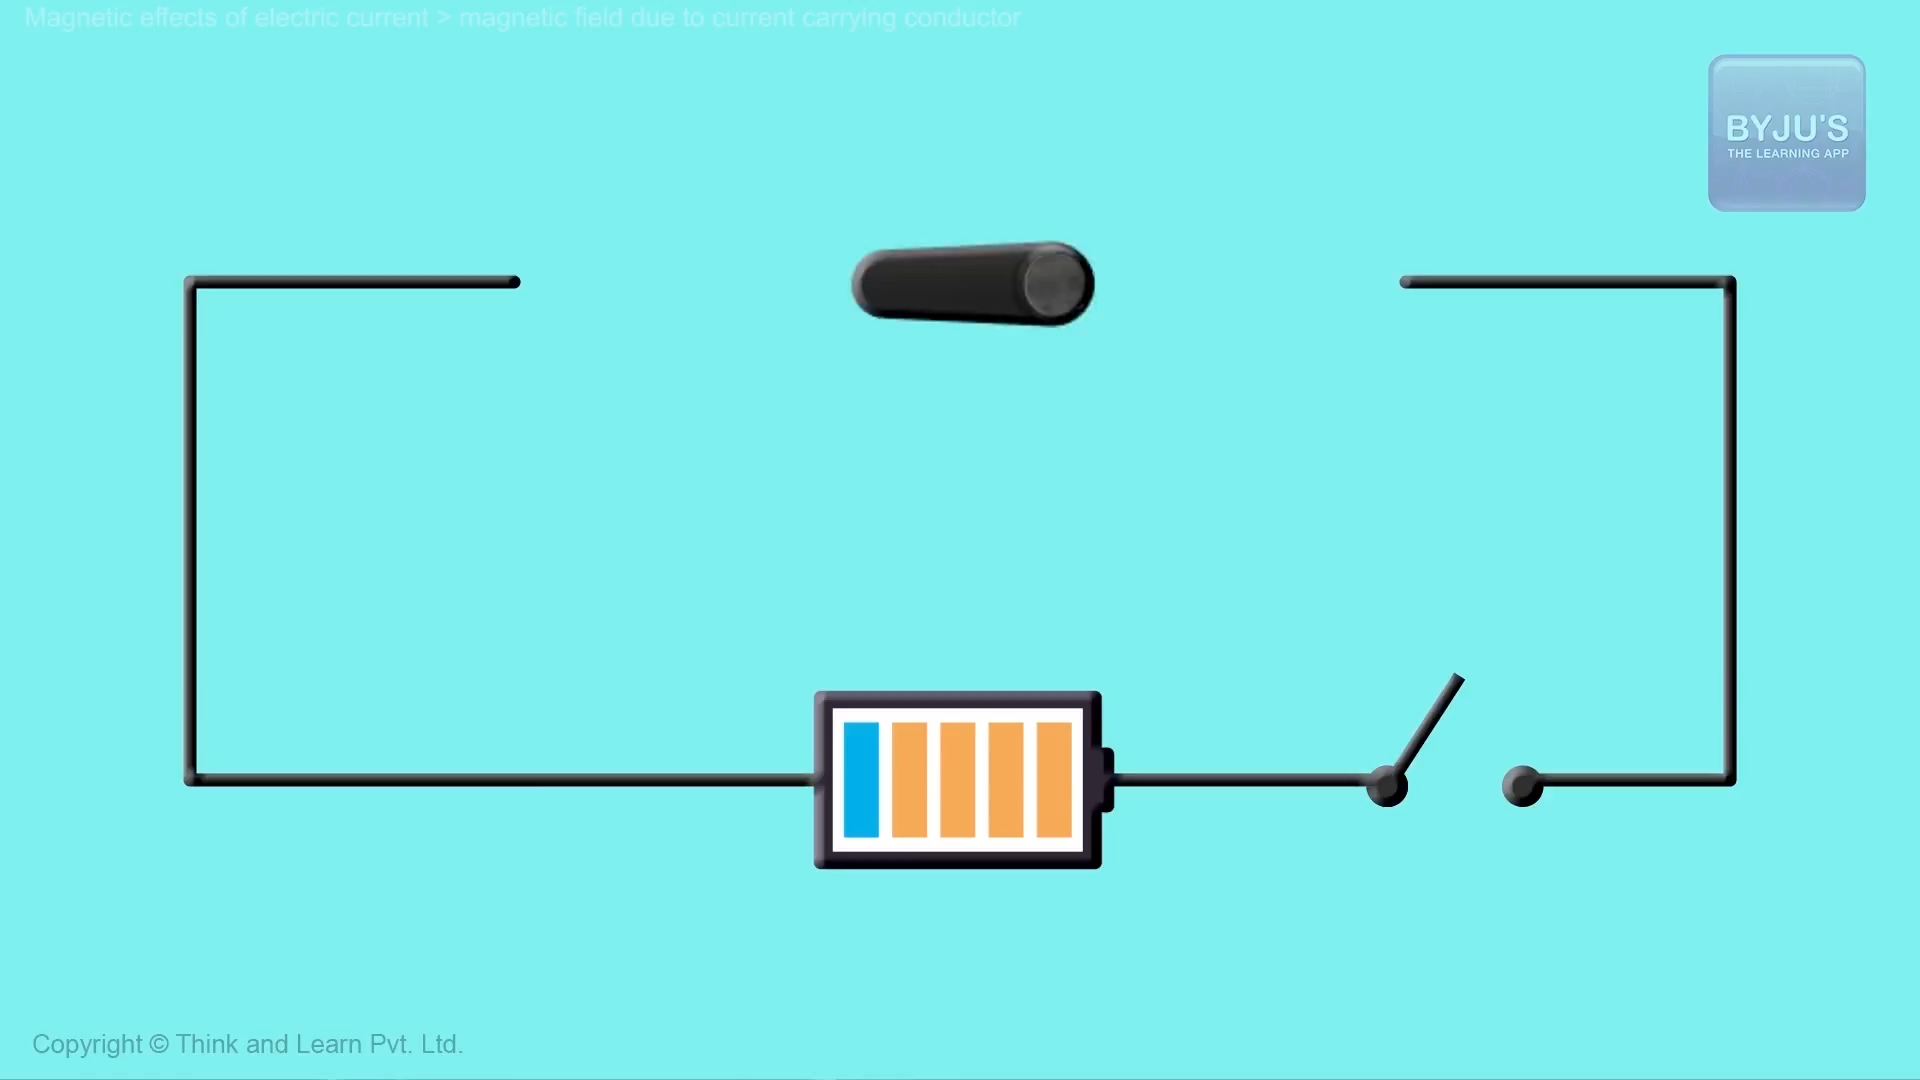 Magnetic effects of electric current > magnetic field due to current carrying conductor
BYJU'S
THE LEARNING APP
Copyright © Think and Learn Pvt. Ltd.